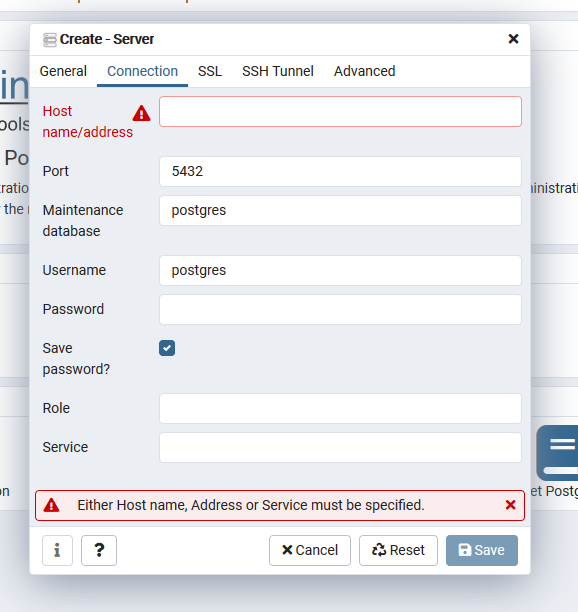 Create - Server
General Connection SSL SSH Tunnel Advanced
in
Host
name/address
ools
Po
Port 5432
ratio
inistrati
Maintenance postgres
database
the
Username postgres
Password
Save
password?
Role
Service
on
et Postg
Either Host name, Address or Service must be specified.
i ? Cancel Reset Save